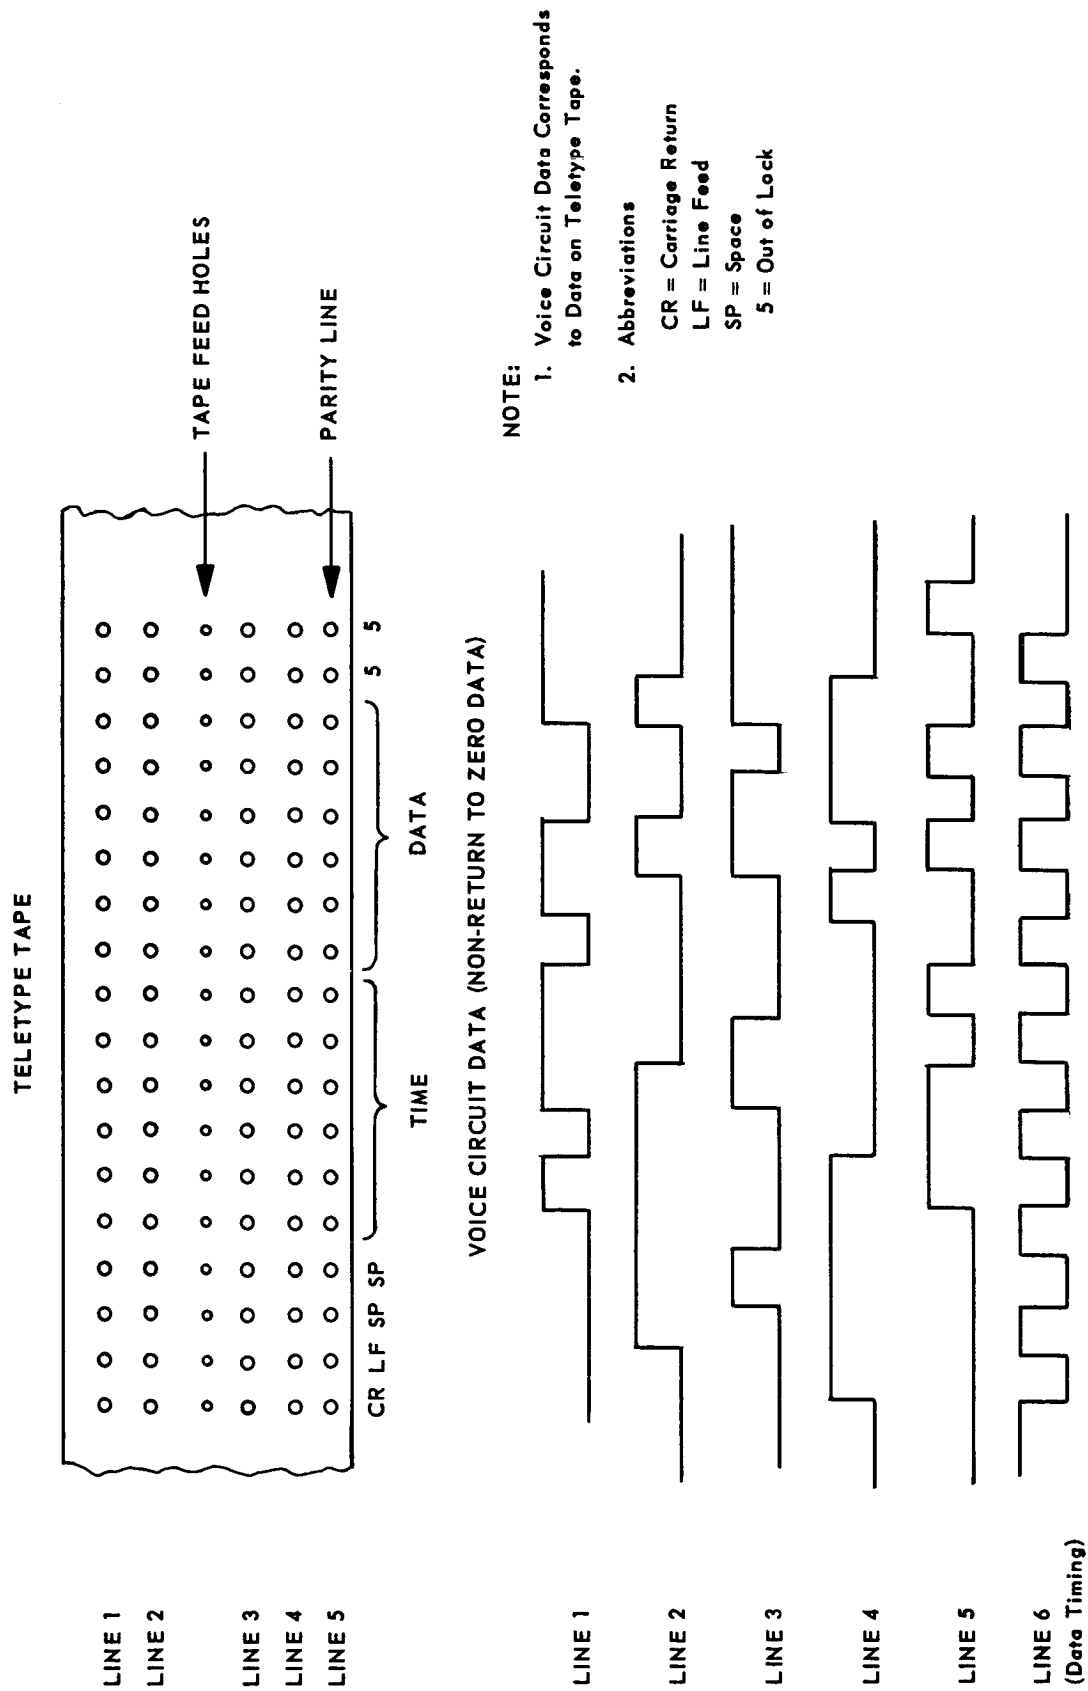 TELETYPE TAPE
LINE 1
LINE 2
LINE 3
LINE 4
LINE 5
TAPE FEED HOLES
PARITY LINE
CR LF SP SP
TIME
DATA
5 5
VOICE CIRCUIT DATA (NON-RETURN TO ZERO DATA)
LINE 1
LINE 2
LINE 3
LINE 4
LINE 5
LINE 6
(Data Timing)
NOTE:
1. Voice Circuit Data Corresponds
to Data on Teletype Tape.
2. Abbreviations
CR = Carriage Return
LF = Line Feed
SP = Space
5 = Out of Lock